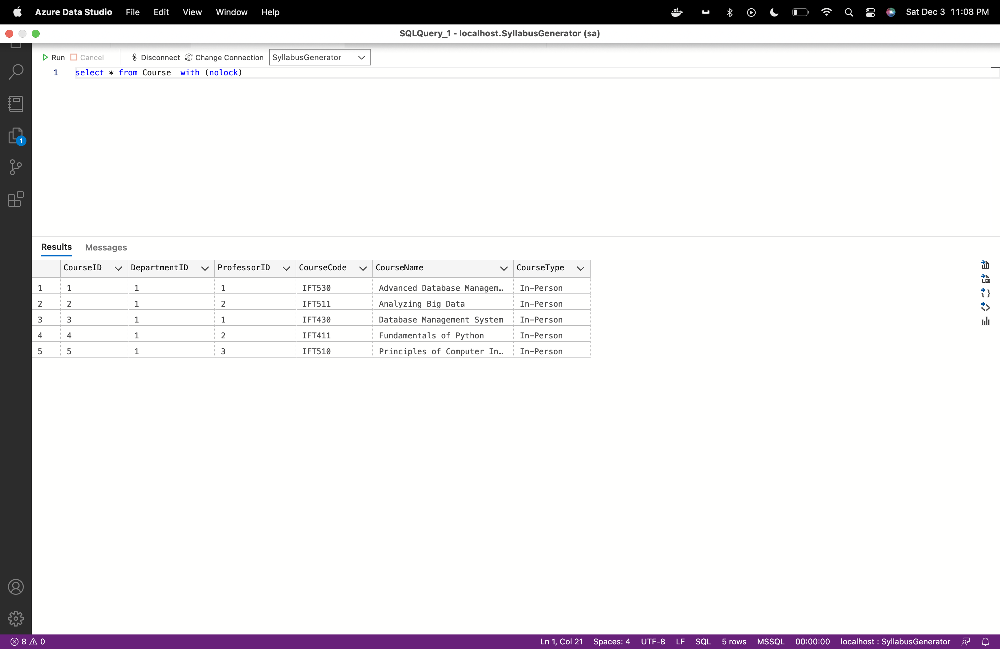 Azure Data Studio File Edit View Window Help Sat Dec 3 11:08 PM
SQLQuery_1 - localhost.SyllabusGenerator (sa)
Run Cancel Disconnect Change Connection SyllabusGenerator
1 select * from Course  with (nolock)
1
Results Messages
CourseID DepartmentID ProfessorID CourseCode CourseName CourseType
1 1 1 1 IFT530 Advanced Database Managem… In-Person
2 2 1 2 IFT511 Analyzing Big Data In-Person
3 3 1 1 IFT430 Database Management System In-Person
4 4 1 2 IFT411 Fundamentals of Python In-Person
5 5 1 3 IFT510 Principles of Computer In… In-Person
8 0 Ln 1, Col 21 Spaces: 4 UTF-8 LF SQL 5 rows MSSQL 00:00:00 localhost : SyllabusGenerator